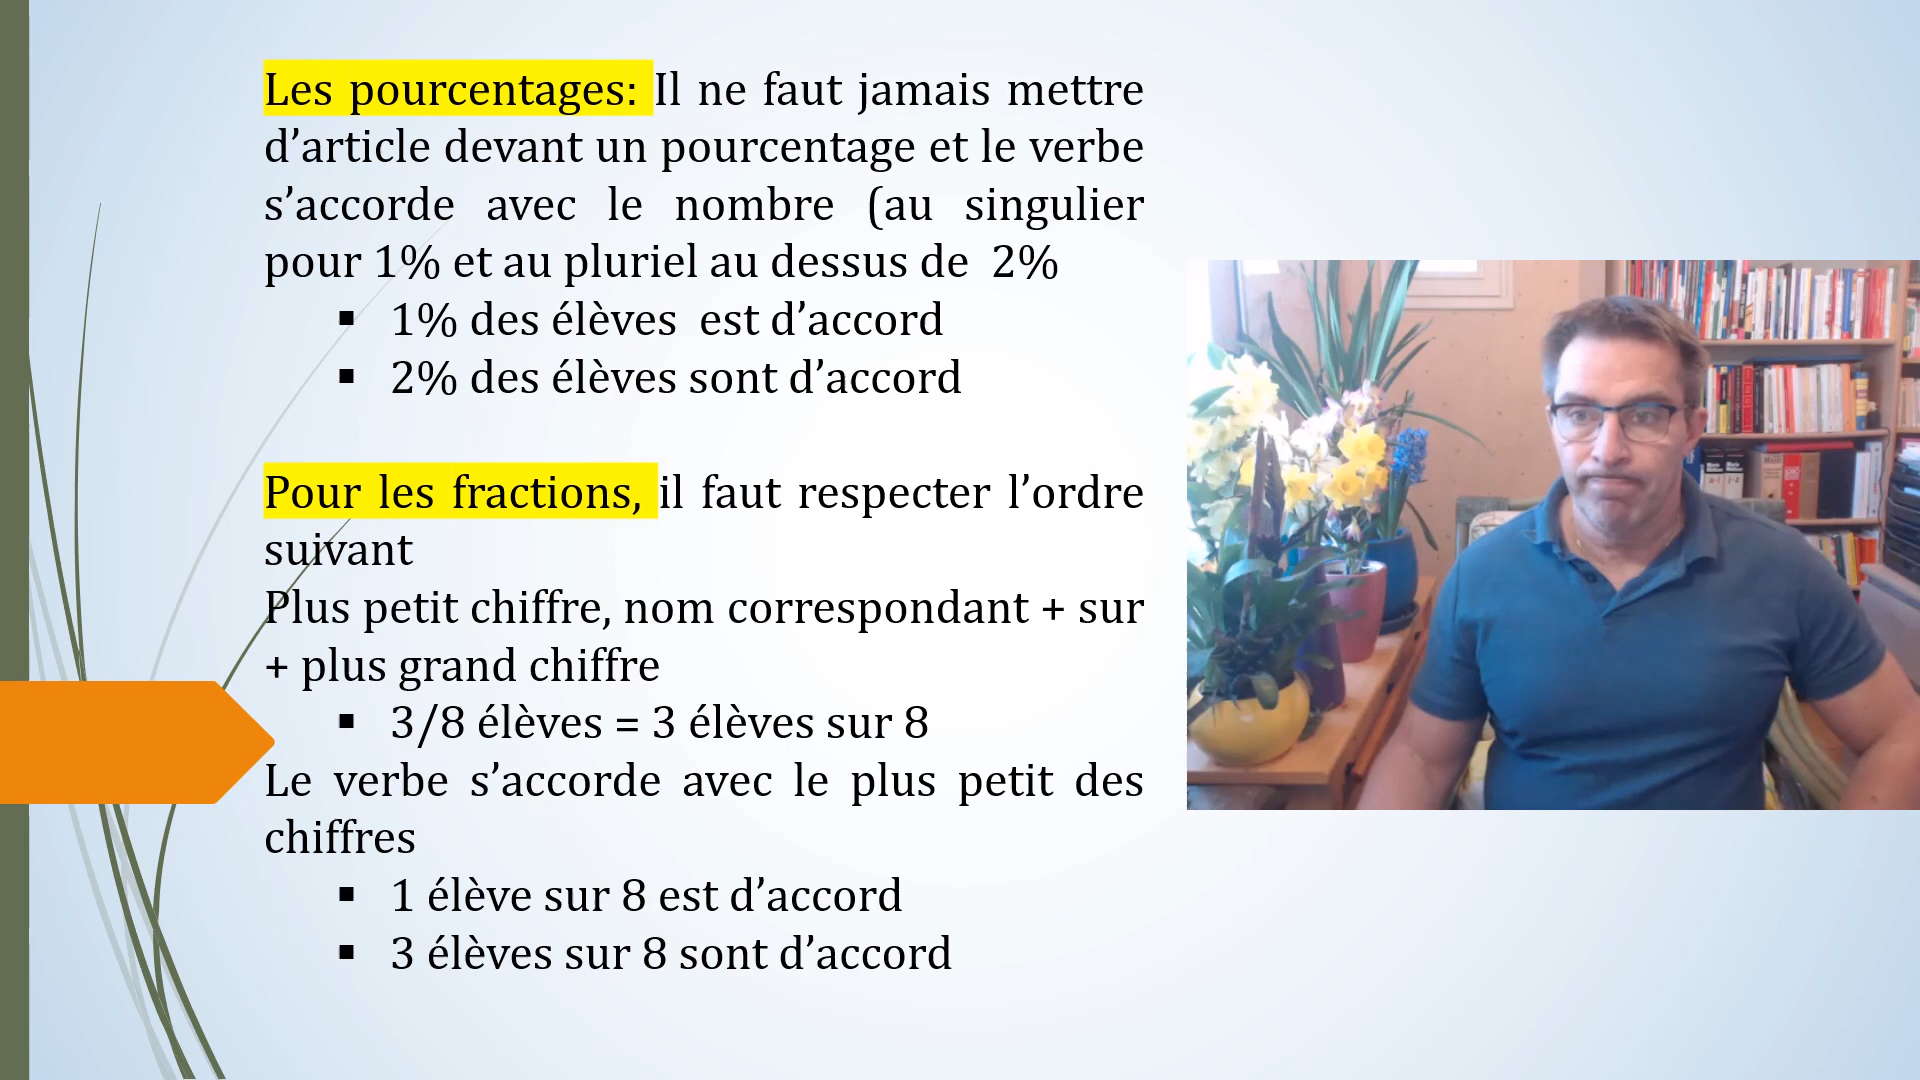 Les pourcentages: Il ne faut jamais mettre
d’article devant un pourcentage et le verbe
s’accorde avec le nombre (au singulier
pour 1% et au pluriel au dessus de 2%
▪ 1% des élèves est d’accord
▪ 2% des élèves sont d’accord
Pour les fractions, il faut respecter l’ordre
suivant
Plus petit chiffre, nom correspondant + sur
+ plus grand chiffre
▪ 3/8 élèves = 3 élèves sur 8
Le verbe s’accorde avec le plus petit des
chiffres
▪ 1 élève sur 8 est d’accord
▪ 3 élèves sur 8 sont d’accord